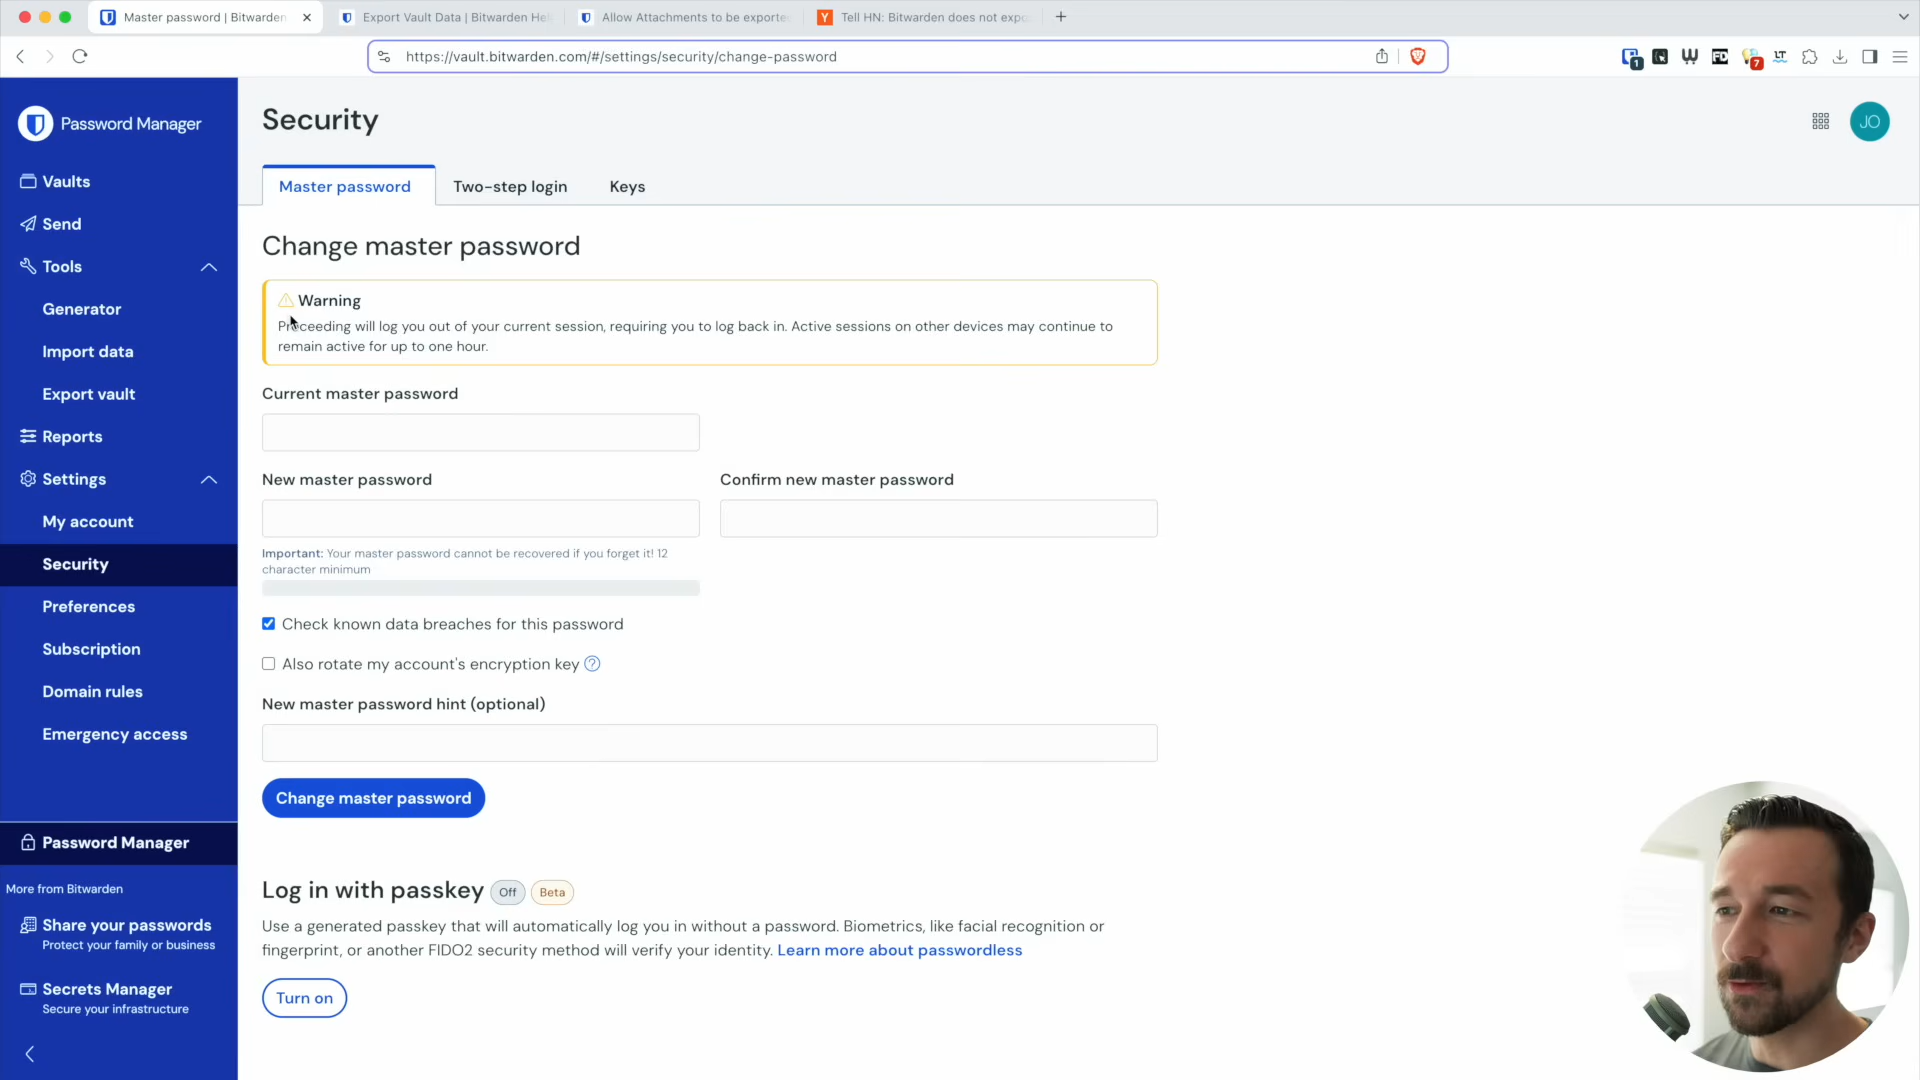 Master password | Bitwarden
Export Vault Data | Bitwarden Hel
Allow Attachments to be exporte
Tell HN: Bitwarden does not expo
https://vault.bitwarden.com/#/settings/security/change-password
1
7
Password Manager
Vaults
Send
Tools
Generator
Import data
Export vault
Reports
Settings
My account
Security
Preferences
Subscription
Domain rules
Emergency access
Password Manager
More from Bitwarden
Share your passwords
Protect your family or business
Secrets Manager
Secure your infrastructure
Security
JO
Master password
Two-step login
Keys
Change master password
Warning
Proceeding will log you out of your current session, requiring you to log back in. Active sessions on other devices may continue to
remain active for up to one hour.
Current master password
New master password
Confirm new master password
Important: Your master password cannot be recovered if you forget it! 12
character minimum
Check known data breaches for this password
Also rotate my account's encryption key
New master password hint (optional)
Change master password
Log in with passkey Off Beta
Use a generated passkey that will automatically log you in without a password. Biometrics, like facial recognition or
fingerprint, or another FIDO2 security method will verify your identity. Learn more about passwordless
Turn on